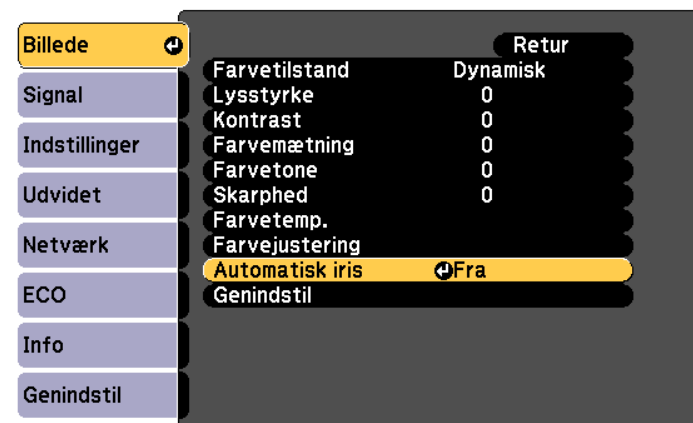 Billede
Signal
Indstillinger
Udvidet
Netværk
ECO
Info
Genindstil
Retur
Farvetilstand Dynamisk
Lysstyrke 0
Kontrast 0
Farvemætning 0
Farvetone 0
Skarphed 0
Farvetemp.
Farvejustering
Automatisk iris Fra
Genindstil